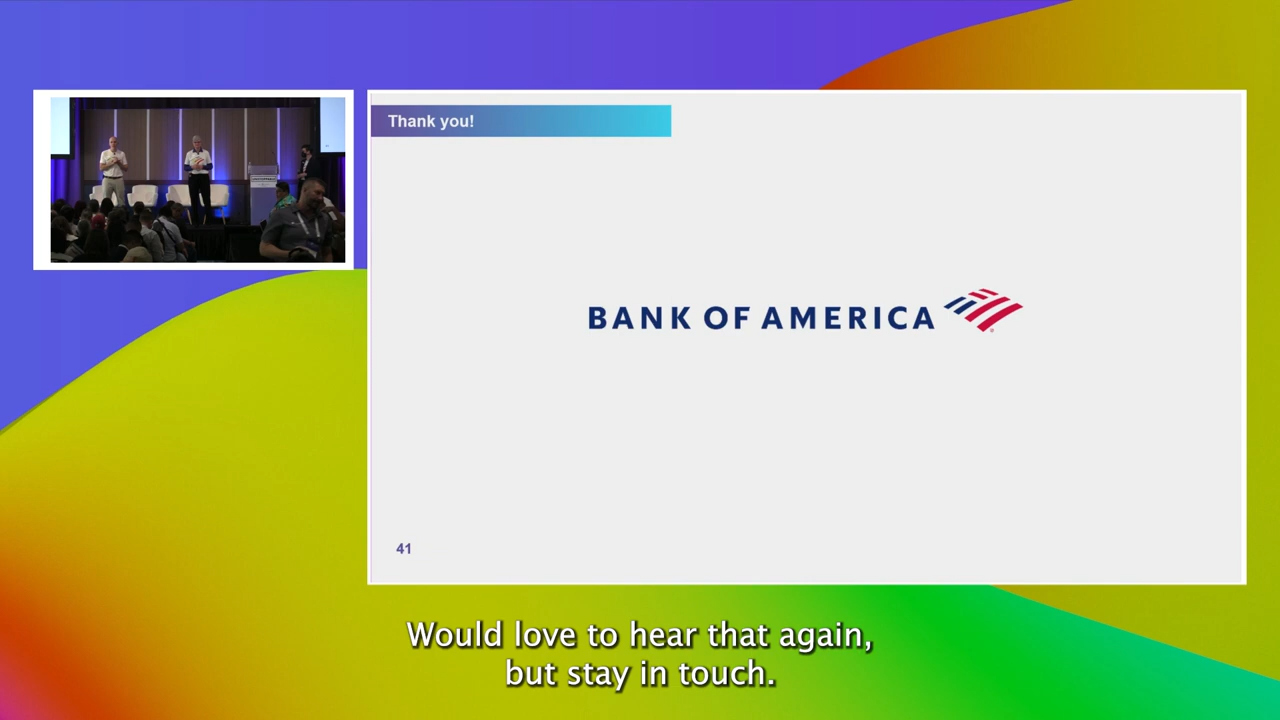 Thank you!
BANK OF AMERICA
41
Would love to hear that again,
but stay in touch.